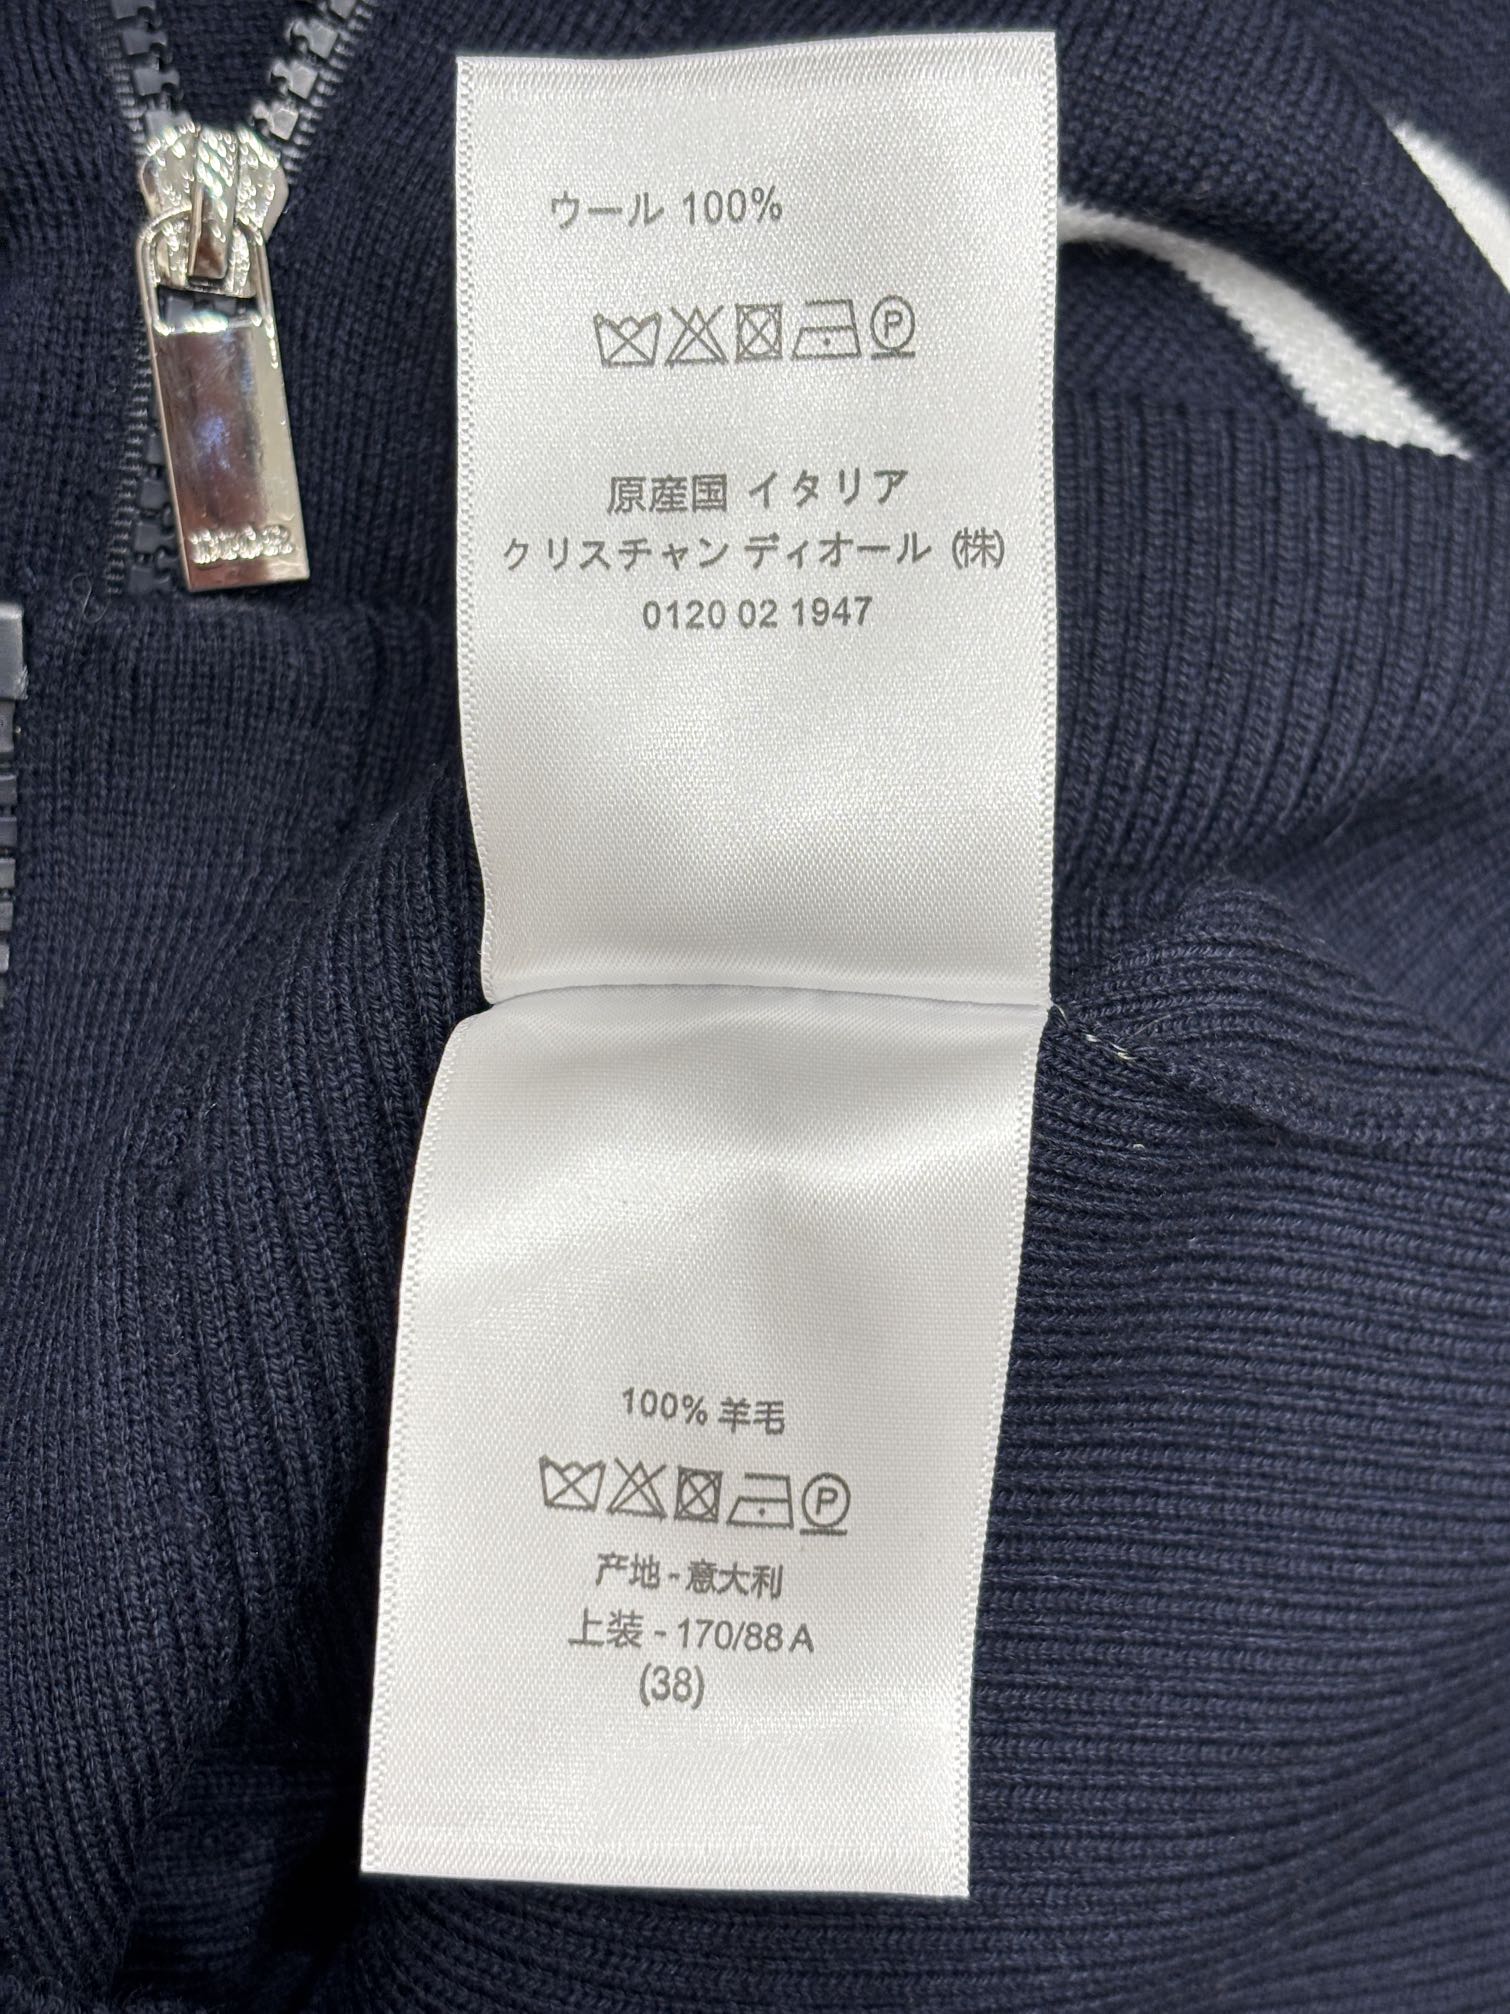 ウール 100%
P
原産国 イタリア
クリスチャン ディオール (株)
0120 02 1947
100% 羊毛
P
产地 - 意大利
上装 - 170/88 A
(38)